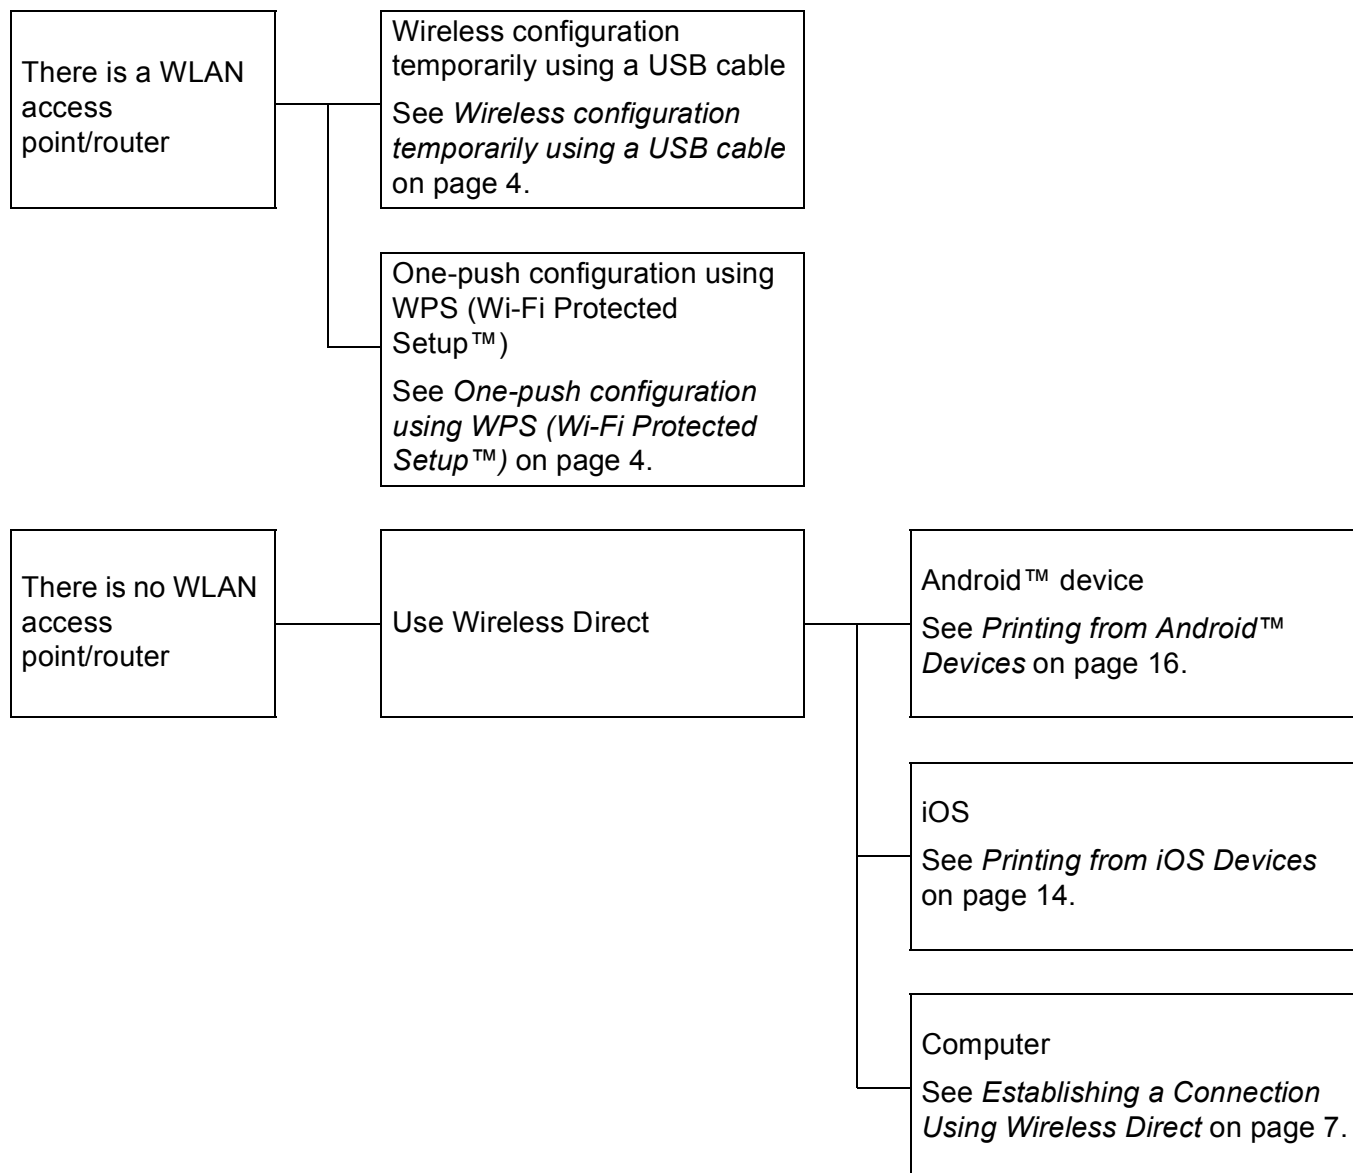 There is a WLAN
access
point/router
Wireless configuration
temporarily using a USB cable
See Wireless configuration
temporarily using a USB cable
on page 4.
One-push configuration using
WPS (Wi-Fi Protected
Setup™)
See One-push configuration
using WPS (Wi-Fi Protected
Setup™) on page 4.
There is no WLAN
access
point/router
Use Wireless Direct
Android™ device
See Printing from Android™
Devices on page 16.
iOS
See Printing from iOS Devices
on page 14.
Computer
See Establishing a Connection
Using Wireless Direct on page 7.